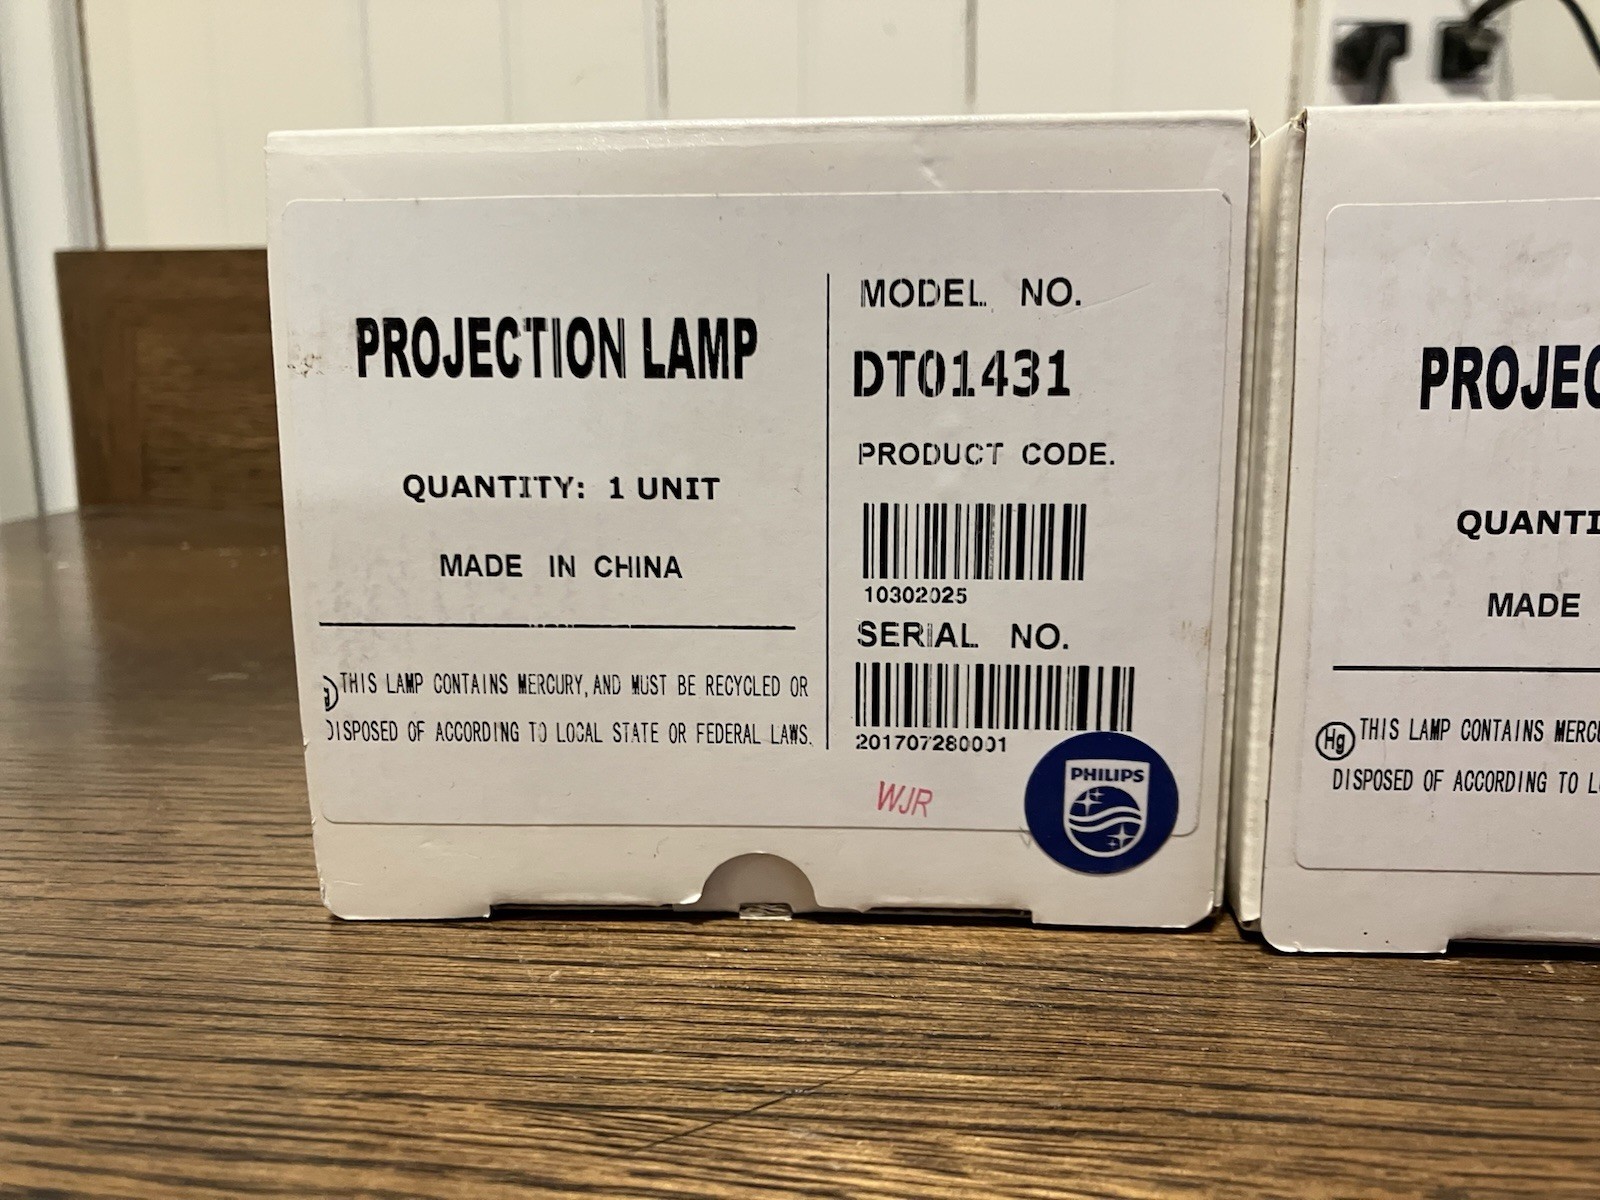 PROJECTION LAMP
QUANTITY: 1 UNIT
MADE IN CHINA
THIS LAMP CONTAINS MERCURY, AND MUST BE RECYCLED OR
DISPOSED OF ACCORDING TO LOCAL STATE OR FEDERAL LAWS.
MODEL NO.
DT01431
PRODUCT CODE.
10302025
SERIAL NO.
201707280001
WJR
PHILIPS
PROJEC
QUANTI
MADE
Hg THIS LAMP CONTAINS MERCU
DISPOSED OF ACCORDING TO L